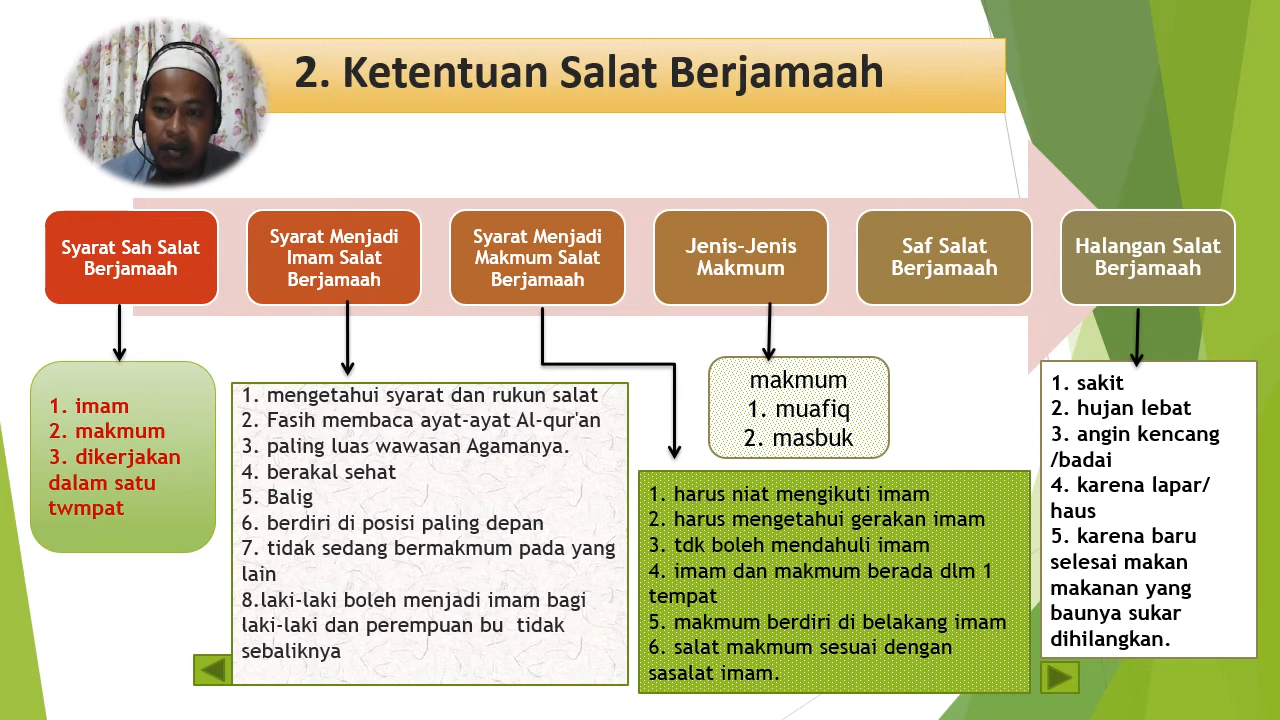 2. Ketentuan Salat Berjamaah
Syarat Sah Salat
Berjamaah
Syarat Menjadi
Imam Salat
Berjamaah
Syarat Menjadi
Makmum Salat
Berjamaah
Jenis-Jenis
Makmum
Saf Salat
Berjamaah
Halangan Salat
Berjamaah
1. imam
2. makmum
3. dikerjakan
dalam satu
twmpat
1. mengetahui syarat dan rukun salat
2. Fasih membaca ayat-ayat Al-qur'an
3. paling luas wawasan Agamanya.
4. berakal sehat
5. Balig
6. berdiri di posisi paling depan
7. tidak sedang bermakmum pada yang
lain
8.laki-laki boleh menjadi imam bagi
laki-laki dan perempuan bu tidak
sebaliknya
1. harus niat mengikuti imam
2. harus mengetahui gerakan imam
3. tdk boleh mendahuli imam
4. imam dan makmum berada dlm 1
tempat
5. makmum berdiri di belakang imam
6. salat makmum sesuai dengan
sasalat imam.
makmum
1. muafiq
2. masbuk
1. sakit
2. hujan lebat
3. angin kencang
/badai
4. karena lapar/
haus
5. karena baru
selesai makan
makanan yang
baunya sukar
dihilangkan.